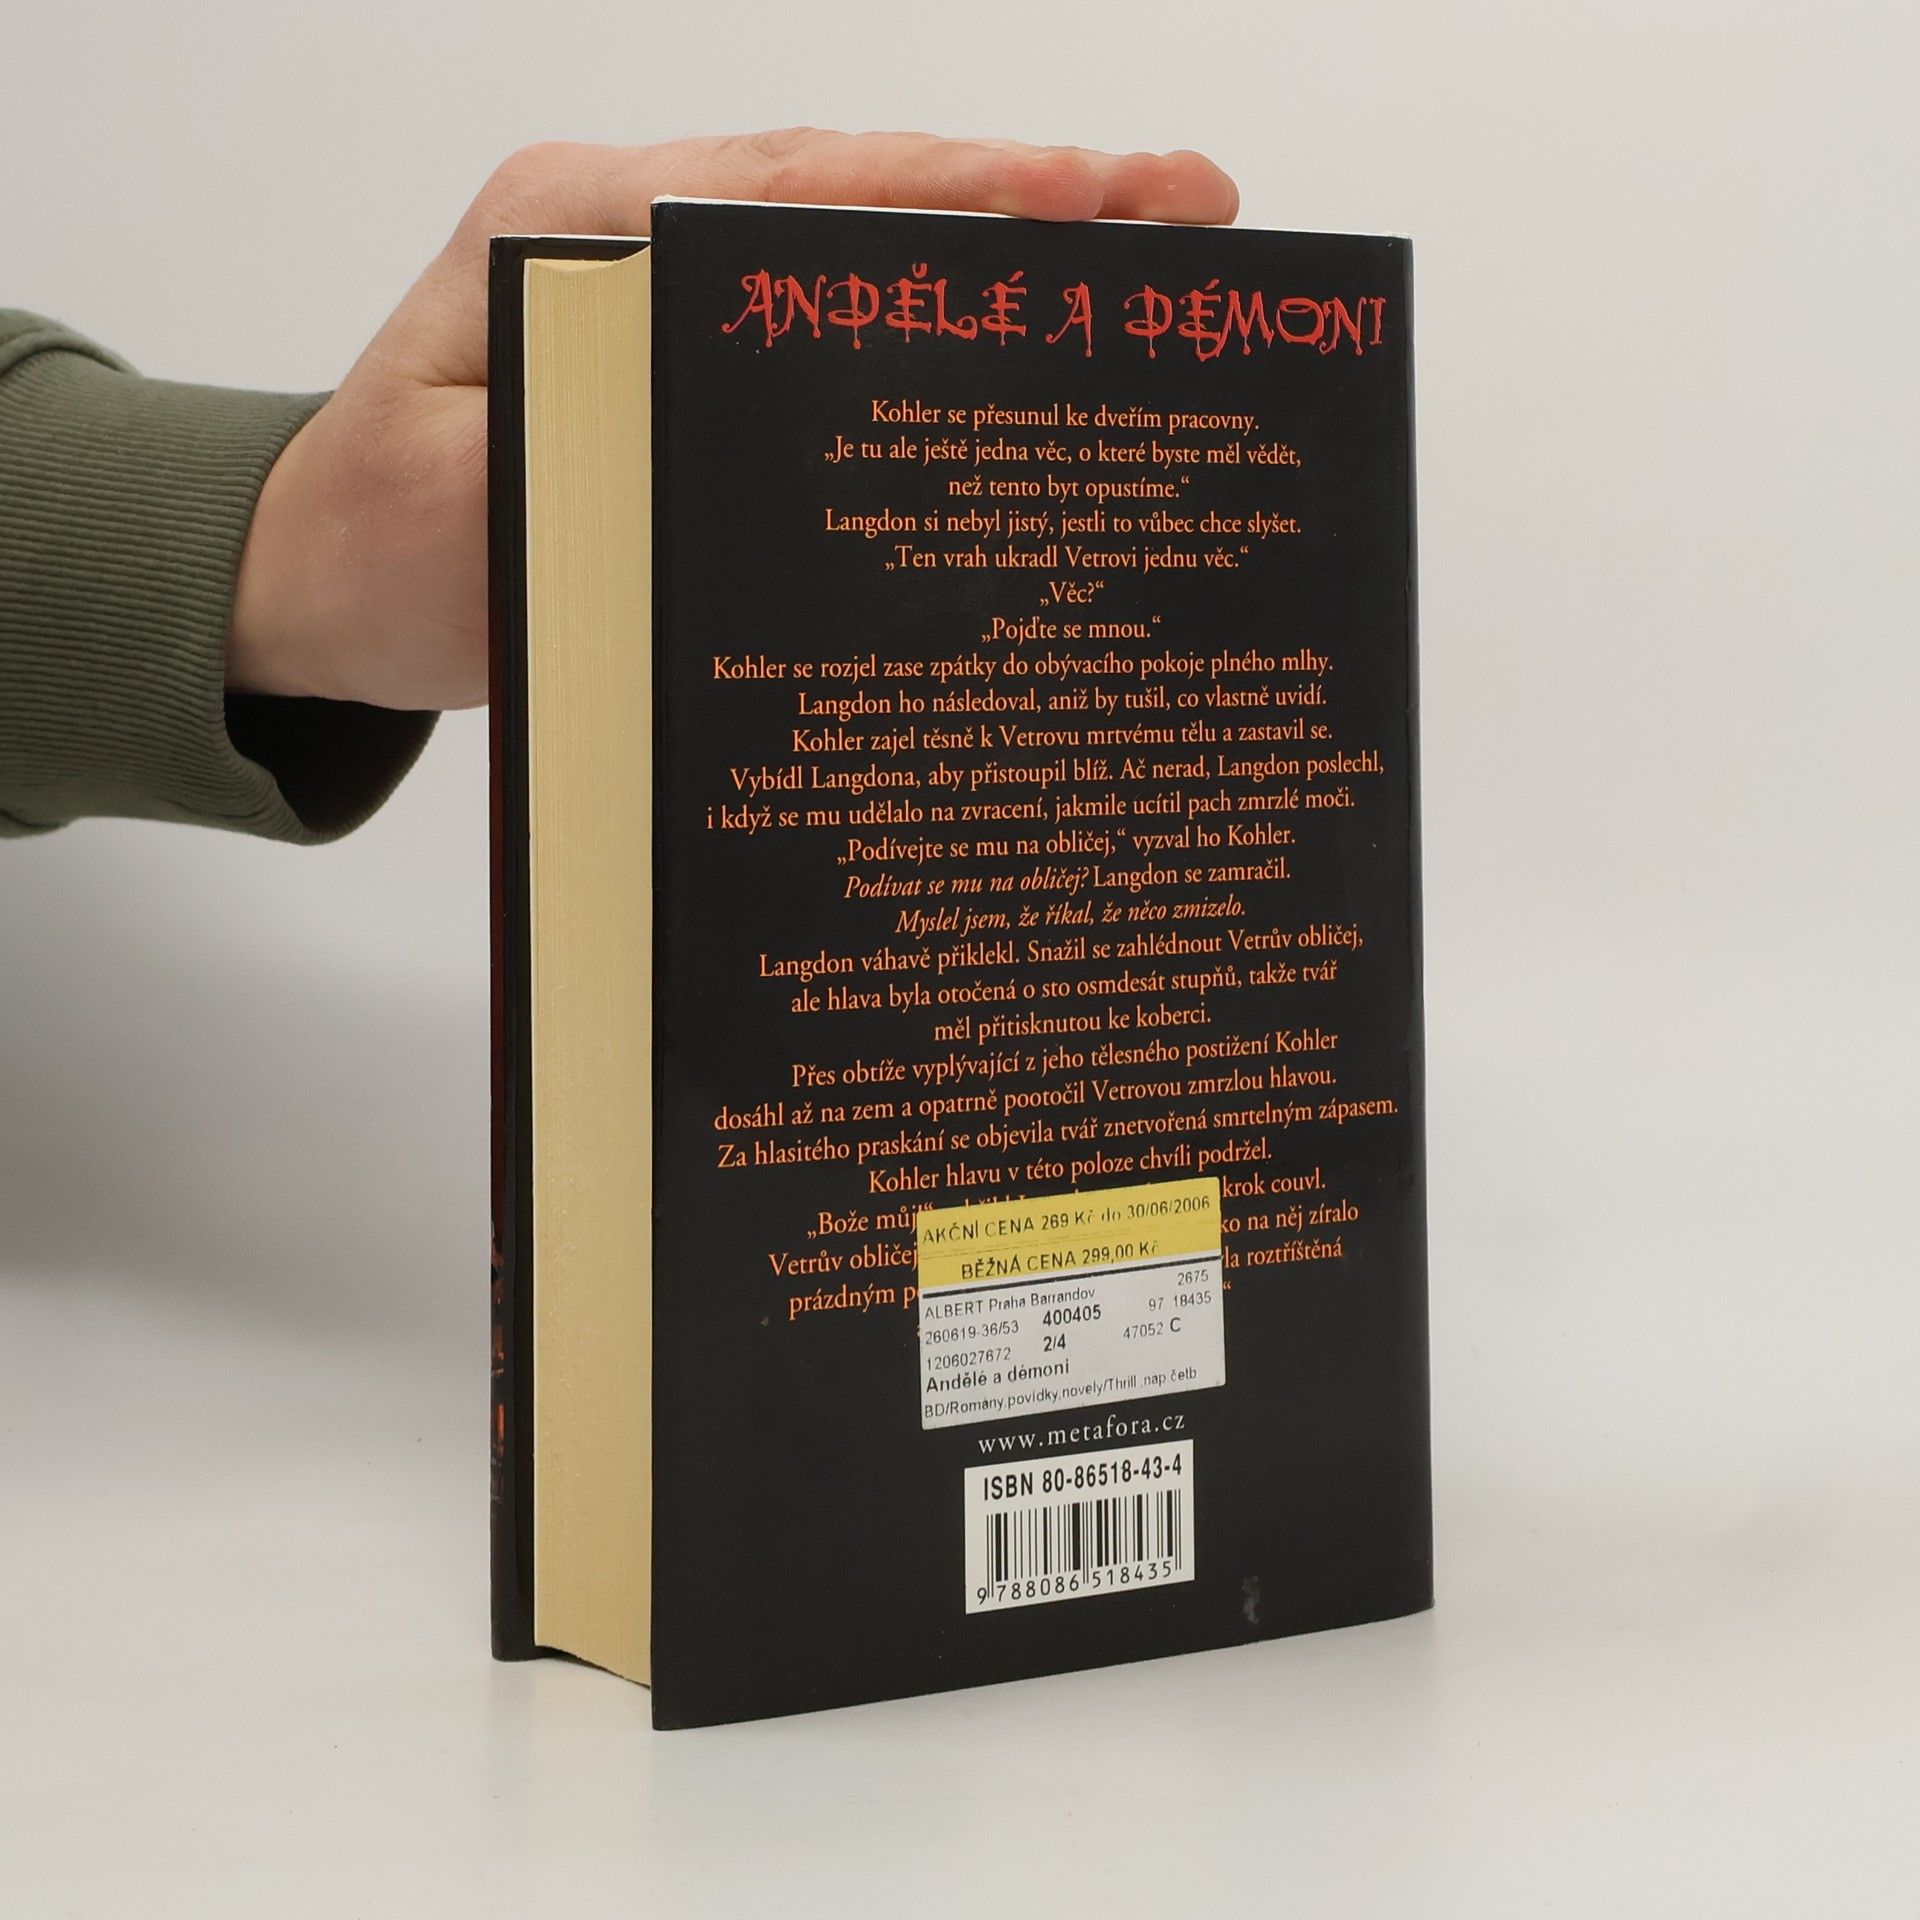 ANDĚLÉ A DÉMONI
Kohler se přesunul ke dveřím pracovny.
„Je tu ale ještě jedna věc, o které byste měl vědět,
než tento byt opustíme.“
Langdon si nebyl jistý, jestli to vůbec chce slyšet.
„Ten vrah ukradl Vetrovi jednu věc.“
„Věc?“
„Pojďte se mnou.“
Kohler se rozjel zase zpátky do obývacího pokoje plného mlhy.
Langdon ho následoval, aniž by tušil, co vlastně uvidí.
Kohler zajel těsně k Vetrovu mrtvému tělu a zastavil se.
Vybídl Langdona, aby přistoupil blíž. Ač nerad, Langdon poslechl,
i když se mu udělalo na zvracení, jakmile ucítil pach zmrzlé moči.
„Podívejte se mu na obličej,“ vyzval ho Kohler.
Podívat se mu na obličej? Langdon se zamračil.
Myslel jsem, že říkal, že něco zmizelo.
Langdon váhavě přiklekl. Snažil se zahlédnout Vetrův obličej,
ale hlava byla otočená o sto osmdesát stupňů, takže tvář
měl přitisknutou ke koberci.
Přes obtíže vyplývající z jeho tělesného postižení Kohler
dosáhl až na zem a opatrně pootočil Vetrovou zmrzlou hlavou.
Za hlasitého praskání se objevila tvář znetvořená smrtelným zápasem.
Kohler hlavu v této poloze chvíli podržel.
„Bože můj!“ krok couvl.
Vetrův obličej na něj zíralo
prázdným roztříštěná
AKČNÍ CENA 269 Kč do 30/06/2006
BĚŽNÁ CENA 299,00 Kč
2675
ALBERT Praha Barrandov
260619-36/53 400405 97 18435
1206027672 2/4 47052 C
Andělé a démoni
BD/Romány,povídky,novely/Thrill.,nap četb
www.metafora.cz
ISBN 80-86518-43-4
9 788086 518435